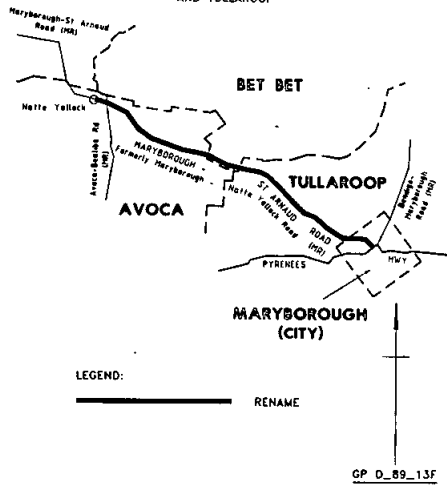 AND TULLAROOP
Maryborough-St Arnaud
Road (MR)
BET BET
Natte Yallock
Avoca-Bealiba Rd
(MR)
MARYBOROUGH
Formerly Maryborough
ST ARNAUD
ROAD
(MR)
Natte Yallock Road
TULLAROOP
Bendigo-
Maryborough
Road (MR)
AVOCA
PYRENEES
HWY
MARYBOROUGH
(CITY)
LEGEND:
RENAME
GP D_89_13F